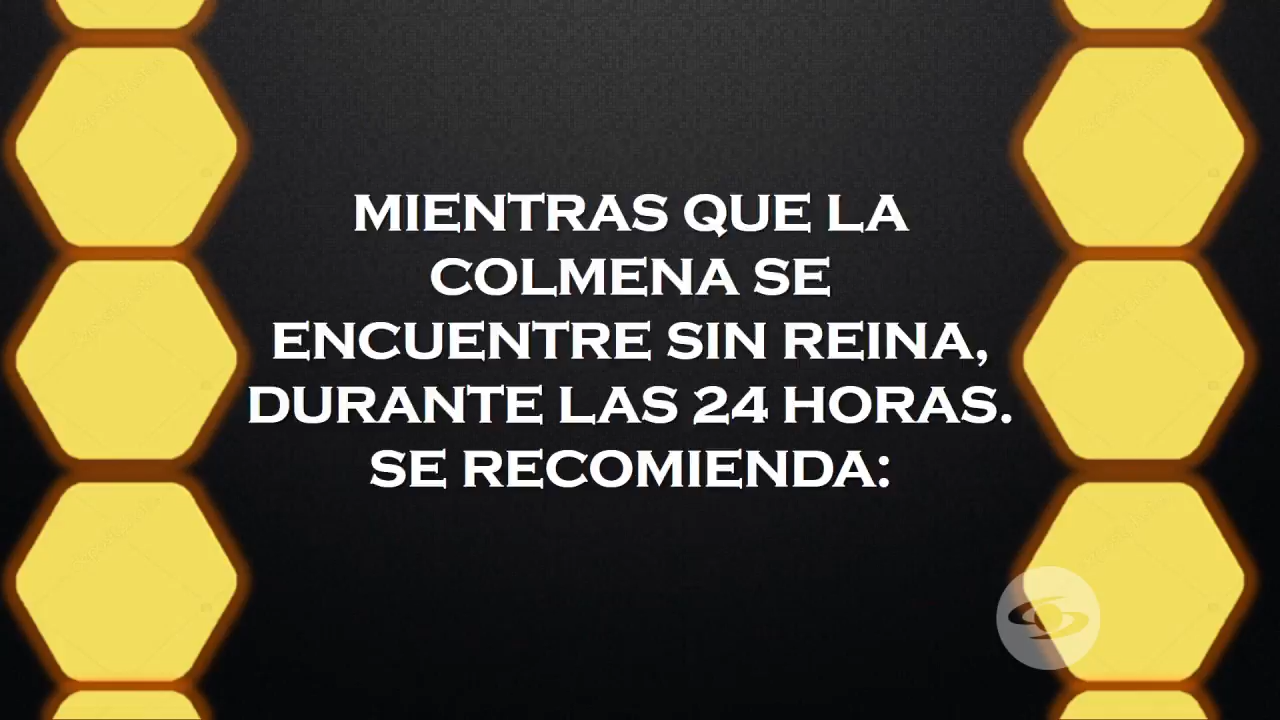 MIENTRAS QUE LA
COLMENA SE
ENCUENTRE SIN REINA,
DURANTE LAS 24 HORAS.
SE RECOMIENDA: